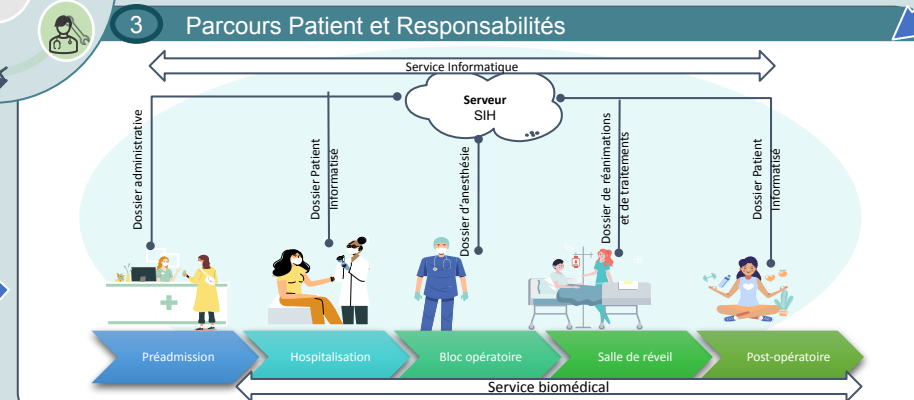 3
Parcours Patient et Responsabilités
Service Informatique
Serveur
SIH
Dossier administrative
Dossier Patient
Informatisé
Dossier d'anesthésie
Dossier de réanimations
et de traitements
Dossier Patient
Informatisé
Préadmission
Hospitalisation
Bloc opératoire
Salle de réveil
Post-opératoire
Service biomédical